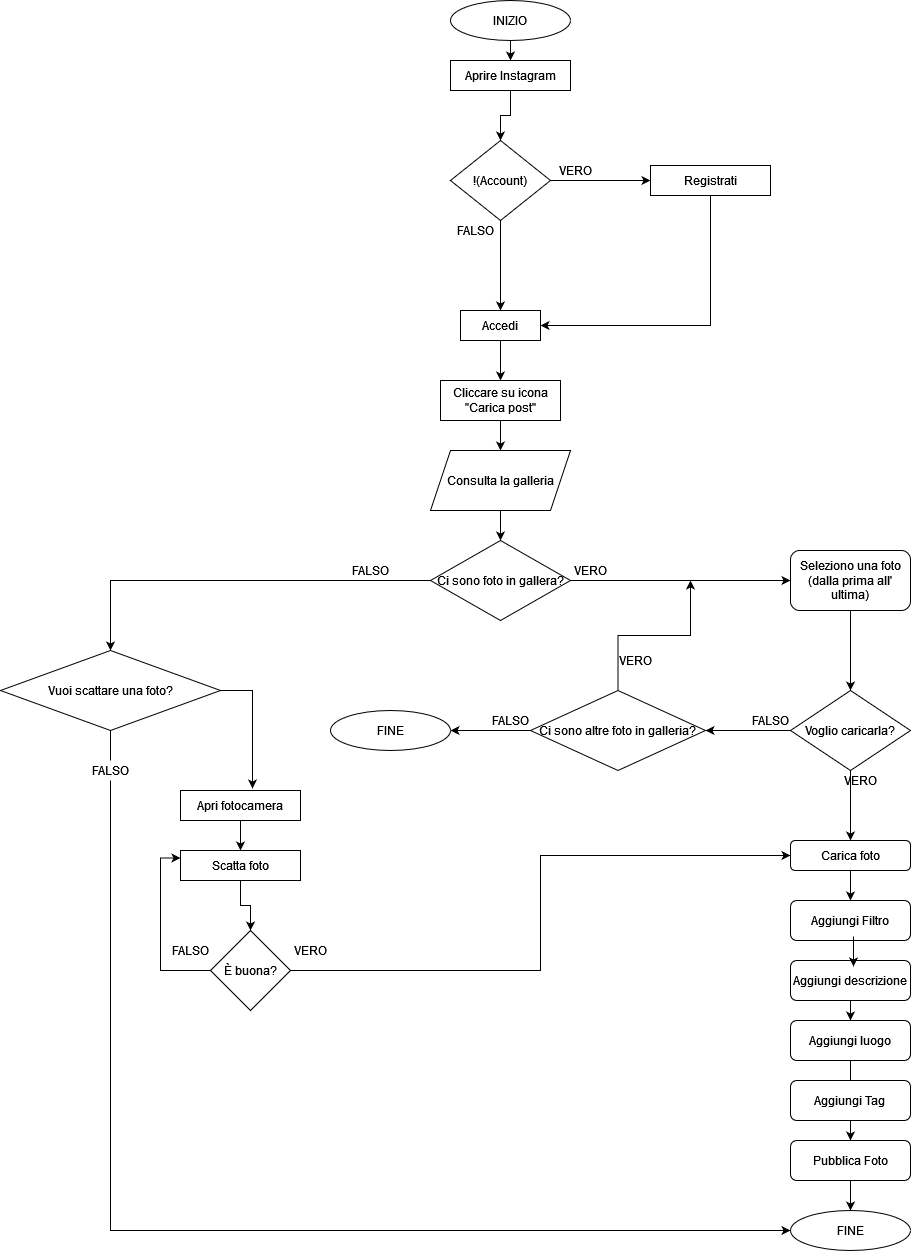 INIZIO
Aprire Instagram
!(Account)
VERO
Registrati
FALSO
Accedi
Cliccare su icona
"Carica post"
Consulta la galleria
Ci sono foto in gallera?
FALSO
VERO
Seleziono una foto
(dalla prima all'
ultima)
VERO
Vuoi scattare una foto?
FINE
FALSO
Ci sono altre foto in galleria?
FALSO
Voglio caricarla?
FALSO
VERO
Apri fotocamera
Scatta foto
Carica foto
Aggiungi Filtro
FALSO
VERO
È buona?
Aggiungi descrizione
Aggiungi luogo
Aggiungi Tag
Pubblica Foto
FINE